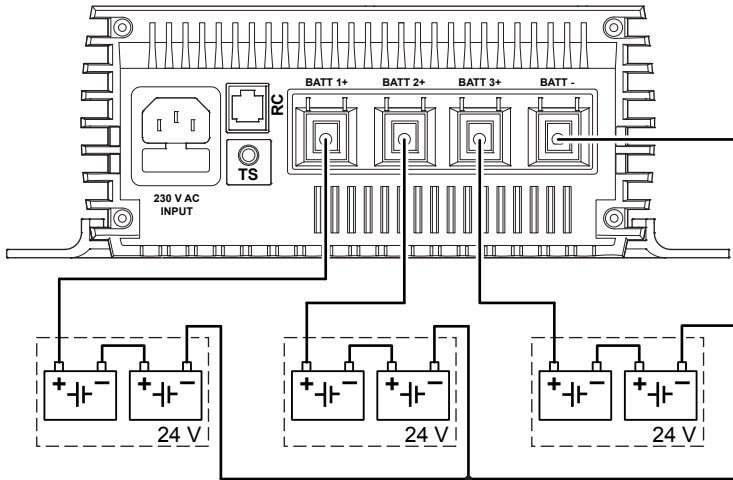 BATT 1+ BATT 2+ BATT 3+ BATT -
RC
TS
230 V AC
INPUT
+ − + − + − + − + − + −
24 V 24 V 24 V